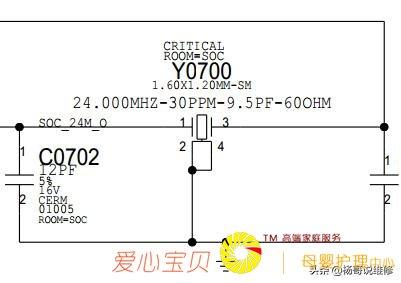 CRITICAL
ROOM=SOC
Y0700
1.60X1.20MM-SM
24.000MHZ-30PPM-9.5PF-60OHM
SOC_24M_O
1
3
2
4
1
C0702
12PF
5%
16V
CERM
01005
ROOM=SOC
2
1
2
TM 高端家庭服务
爱心宝贝
母婴护理中心
头条 @杨哥说维修